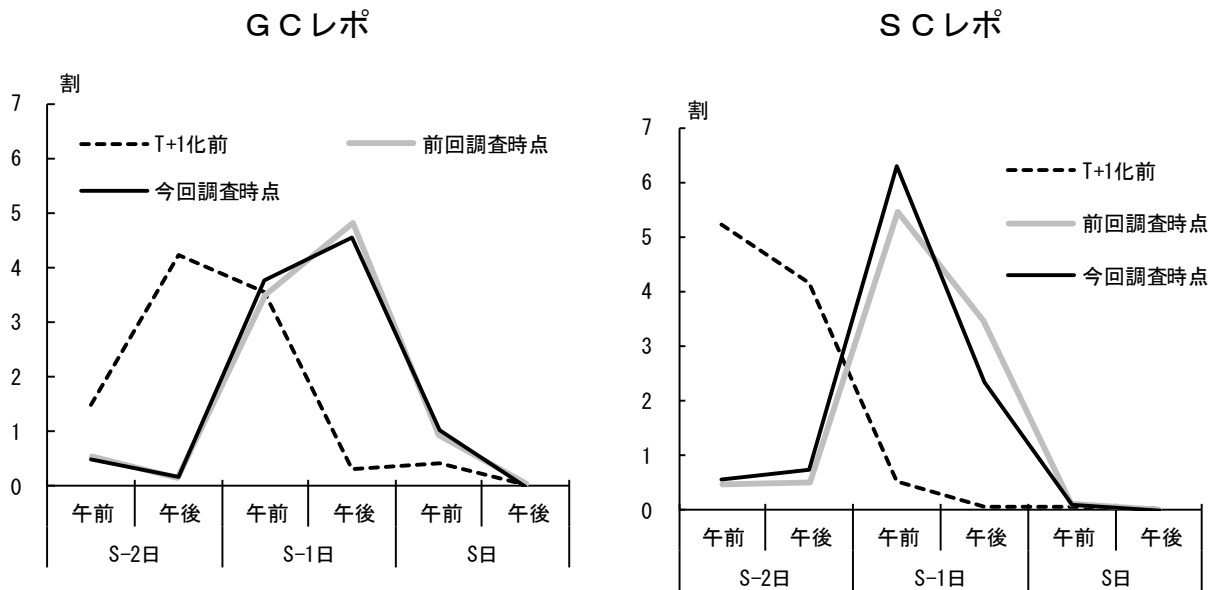 ＧＣレポ
割
7
6
5
4
3
2
1
0
T+1化前
前回調査時点
今回調査時点
午前 午後 午前 午後 午前 午後
S-2日 S-1日 S日
ＳＣレポ
割
7
6
5
4
3
2
1
0
T+1化前
前回調査時点
今回調査時点
午前 午後 午前 午後 午前 午後
S-2日 S-1日 S日